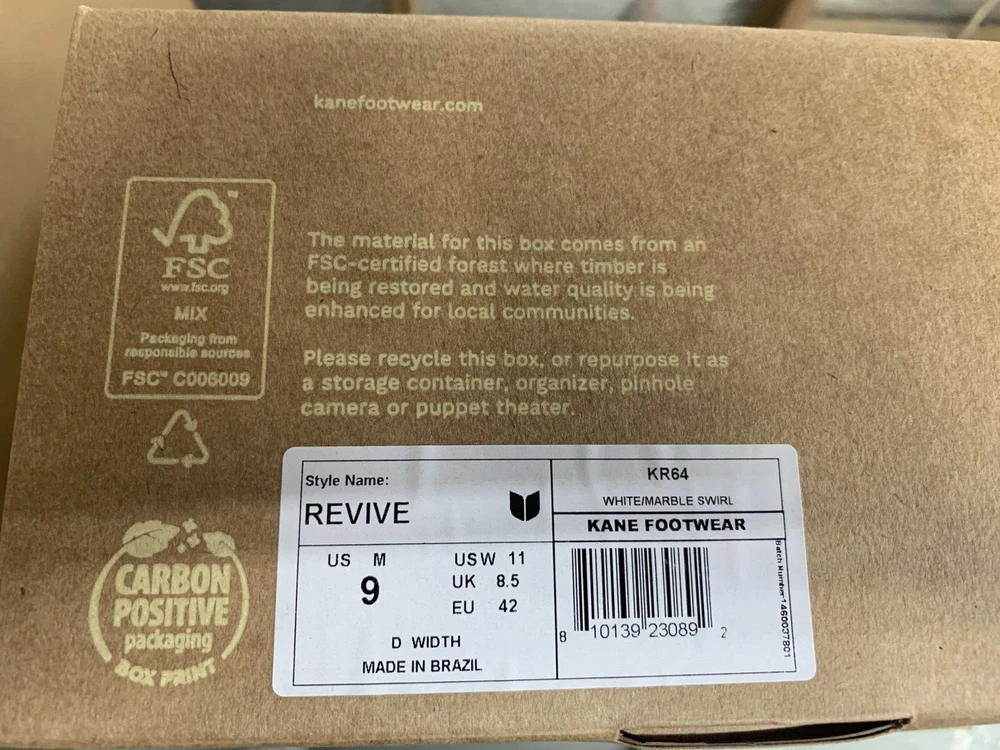 kanefootwear.com
™
FSC
www.fsc.org
MIX
Packaging from
responsible sources
FSC™ C006009
The material for this box comes from an
FSC-certified forest where timber is
being restored and water quality is being
enhanced for local communities.
Please recycle this box, or repurpose it as
a storage container, organizer, pinhole
camera or puppet theater.
CARBON
POSITIVE
packaging
BOX PRINT
Style Name:
REVIVE
US M
9
USW 11
UK 8.5
EU 42
D WIDTH
MADE IN BRAZIL
KR64
WHITE/MARBLE SWIRL
KANE FOOTWEAR
8 10139 23089 2
Batch Number: